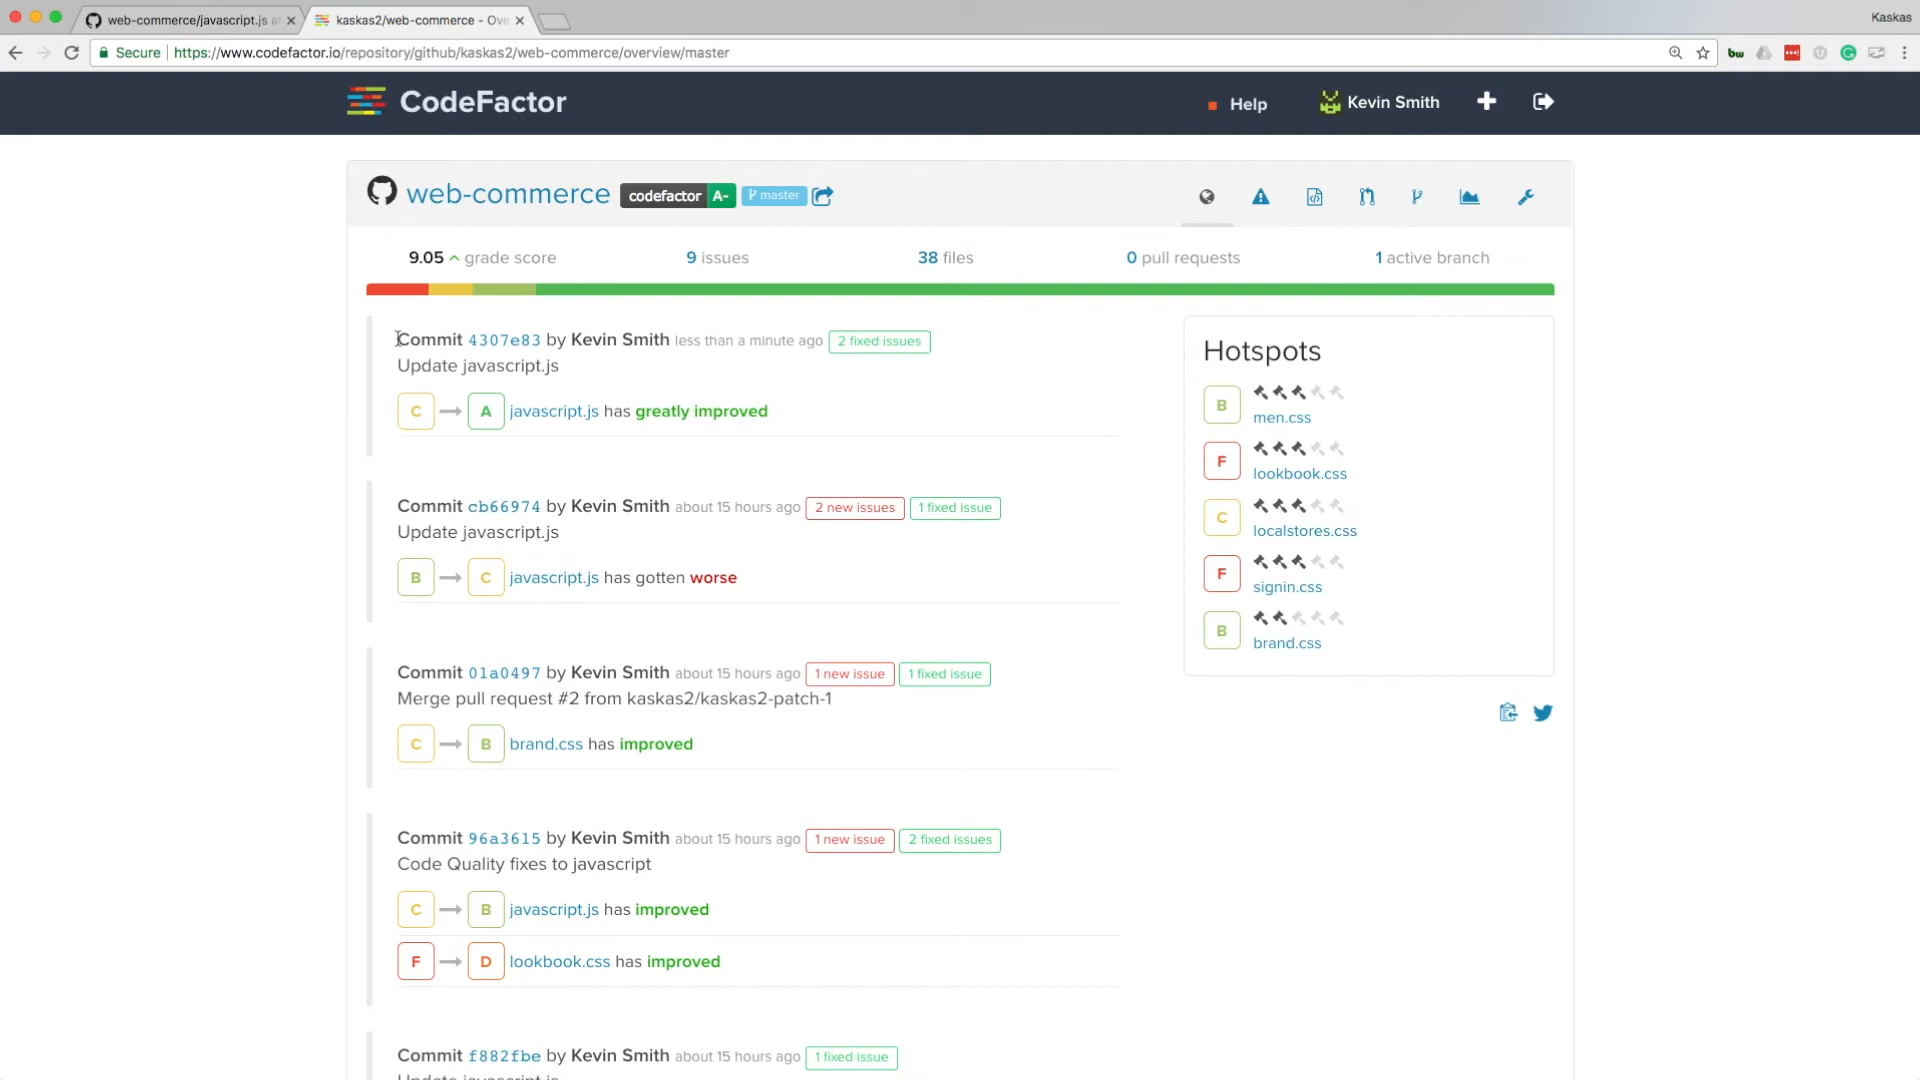 web-commerce/javascript.js a
kaskas2/web-commerce - Ove
Kaskas
Secure
https://www.codefactor.io/repository/github/kaskas2/web-commerce/overview/master
bw
CodeFactor
Help
Kevin Smith
web-commerce
codefactor A-
master
9.05 grade score
9 issues
38 files
0 pull requests
1 active branch
Commit 4307e83 by Kevin Smith less than a minute ago 2 fixed issues
Update javascript.js
C A javascript.js has greatly improved
Commit cb66974 by Kevin Smith about 15 hours ago 2 new issues 1 fixed issue
Update javascript.js
B C javascript.js has gotten worse
Commit 01a0497 by Kevin Smith about 15 hours ago 1 new issue 1 fixed issue
Merge pull request #2 from kaskas2/kaskas2-patch-1
C B brand.css has improved
Commit 96a3615 by Kevin Smith about 15 hours ago 1 new issue 2 fixed issues
Code Quality fixes to javascript
C B javascript.js has improved
F D lookbook.css has improved
Commit f882fbe by Kevin Smith about 15 hours ago 1 fixed issue
Update javascript.js
Hotspots
B men.css
F lookbook.css
C localstores.css
F signin.css
B brand.css